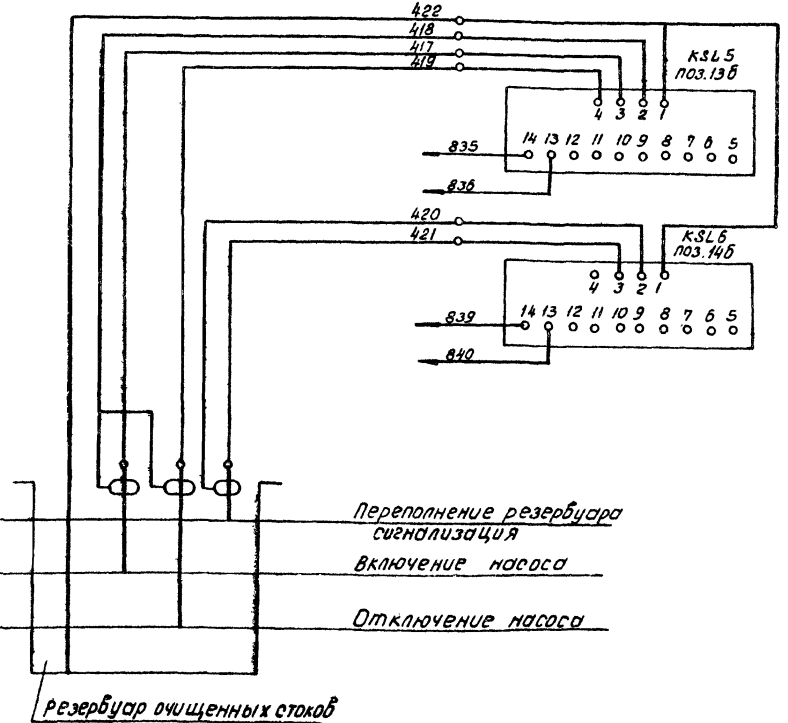 422
418
417
419
KSL5
поз.13б
4 3 2 1
14 13 12 11 10 9 8 7 6 5
835
836
420
421
KSL6
поз.14б
4 3 2 1
14 13 12 11 10 9 8 7 6 5
839
840
Переполнение резервуара
сигнализация
Включение насоса
Отключение насоса
резервуар очищенных стоков